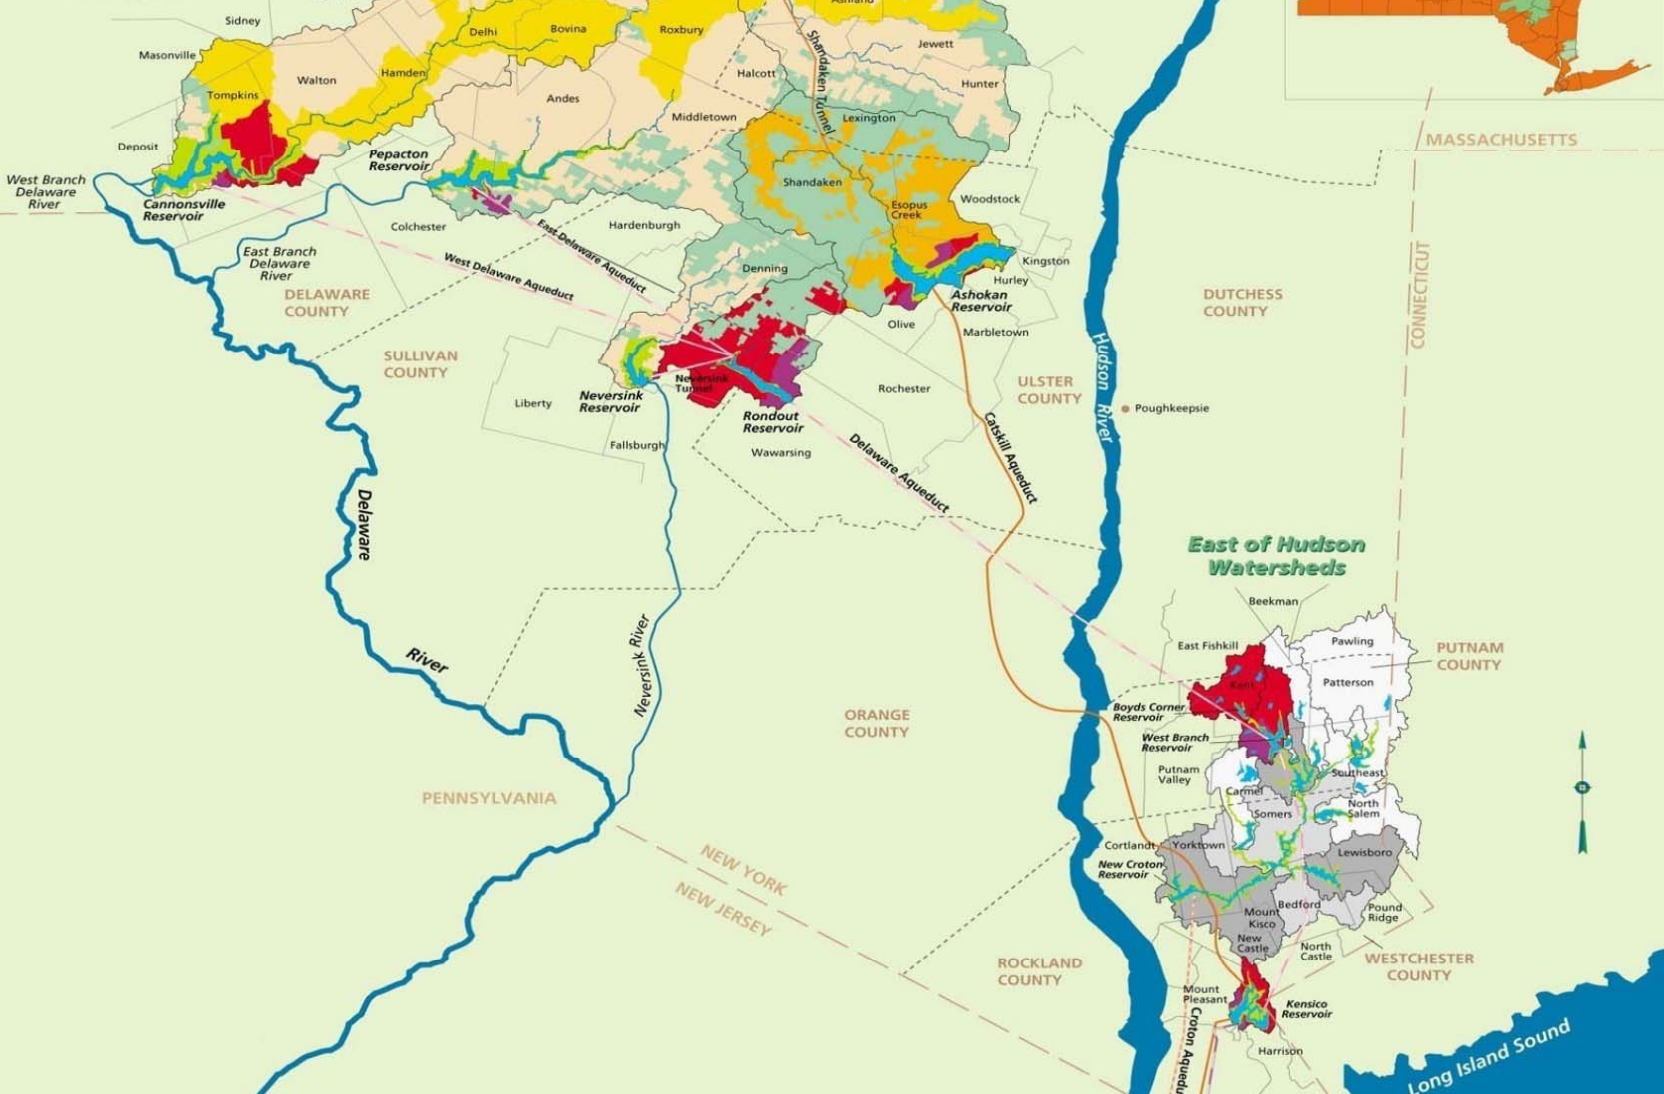 Ashland
Sidney
Delhi
Bovina
Roxbury
Masonville
Jewett
Walton
Hamden
Halcott
Hunter
Tompkins
Andes
Shandaken Tunnel
Middletown
Lexington
MASSACHUSETTS
Deposit
Pepacton
Reservoir
West Branch
Delaware
River
Shandaken
Cannonsville
Reservoir
Woodstock
Esopus
Creek
Colchester
Hardenburgh
East Delaware Aqueduct
East Branch
Delaware
River
West Delaware Aqueduct
Denning
Kingston
Hurley
CONNECTICUT
DELAWARE
COUNTY
Ashokan
Reservoir
DUTCHESS
COUNTY
Olive
Marbletown
SULLIVAN
COUNTY
Neversink
Tunnel
Rochester
ULSTER
COUNTY
Hudson River
Liberty
Neversink
Reservoir
Rondout
Reservoir
Poughkeepsie
Fallsburgh
Wawarsing
Delaware Aqueduct
Catskill Aqueduct
Delaware
East of Hudson
Watersheds
Beekman
East Fishkill
Pawling
PUTNAM
COUNTY
River
Neversink River
Kent
Patterson
Boyds Corner
Reservoir
ORANGE
COUNTY
West Branch
Reservoir
Putnam
Valley
Southeast
Carmel
PENNSYLVANIA
North
Salem
Somers
Cortlandt
Yorktown
Lewisboro
NEW YORK
NEW JERSEY
New Croton
Reservoir
Bedford
Mount
Kisco
Pound
Ridge
New
Castle
North
Castle
ROCKLAND
COUNTY
WESTCHESTER
COUNTY
Mount
Pleasant
Kensico
Reservoir
Croton Aquedu
Harrison
Long Island Sound